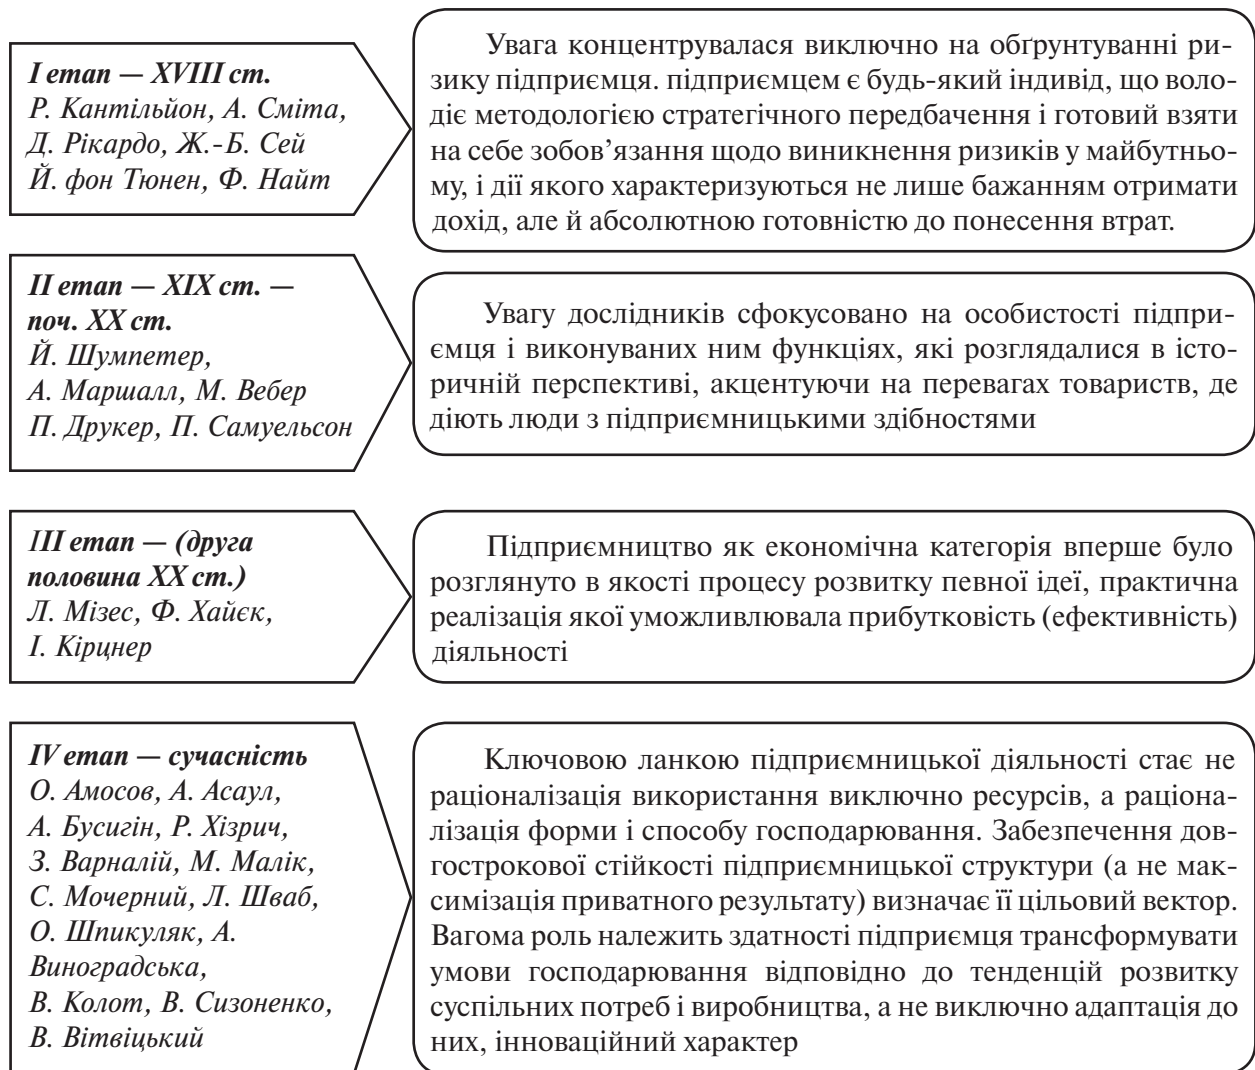 I етап — XVIII ст.
Р. Кантільйон, А. Сміта,
Д. Рікардо, Ж.-Б. Сей
Й. фон Тюнен, Ф. Найт
Увага концентрувалася виключно на обґрунтуванні ри-
зику підприємця. підприємцем є будь-який індивід, що воло-
діє методологією стратегічного передбачення і готовий взяти
на себе зобов’язання щодо виникнення ризиків у майбутньо-
му, і дії якого характеризуються не лише бажанням отримати
дохід, але й абсолютною готовністю до понесення втрат.
II етап — XIX ст. —
поч. XX ст.
Й. Шумпетер,
А. Маршалл, М. Вебер
П. Друкер, П. Самуельсон
Увагу дослідників сфокусовано на особистості підпри-
ємця і виконуваних ним функціях, які розглядалися в істо-
ричній перспективі, акцентуючи на перевагах товариств, де
діють люди з підприємницькими здібностями
III етап — (друга
половина XX ст.)
Л. Мізес, Ф. Хайєк,
І. Кірцнер
Підприємництво як економічна категорія вперше було
розглянуто в якості процесу розвитку певної ідеї, практична
реалізація якої уможливлювала прибутковість (ефективність)
діяльності
IV етап — сучасність
О. Амосов, А. Асаул,
А. Бусигін, Р. Хізрич,
З. Варналій, М. Малік,
С. Мочерний, Л. Шваб,
О. Шпикуляк, А.
Виноградська,
В. Колот, В. Сизоненко,
В. Вітвіцький
Ключовою ланкою підприємницької діяльності стає не
раціоналізація використання виключно ресурсів, а раціона-
лізація форми і способу господарювання. Забезпечення дов-
гострокової стійкості підприємницької структури (а не мак-
симізація приватного результату) визначає її цільовий вектор.
Вагома роль належить здатності підприємця трансформувати
умови господарювання відповідно до тенденцій розвитку
суспільних потреб і виробництва, а не виключно адаптація до
них, інноваційний характер